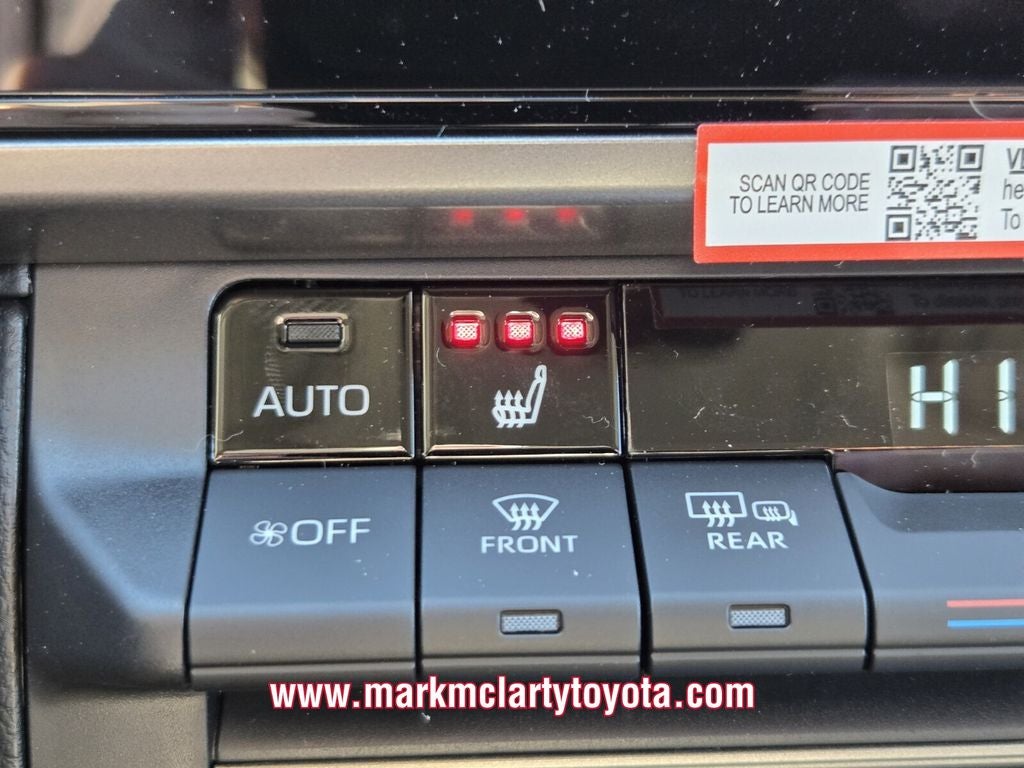 SCAN QR CODE
TO LEARN MORE
AUTO
HI
OFF
FRONT
REAR
www.markmclartytoyota.com